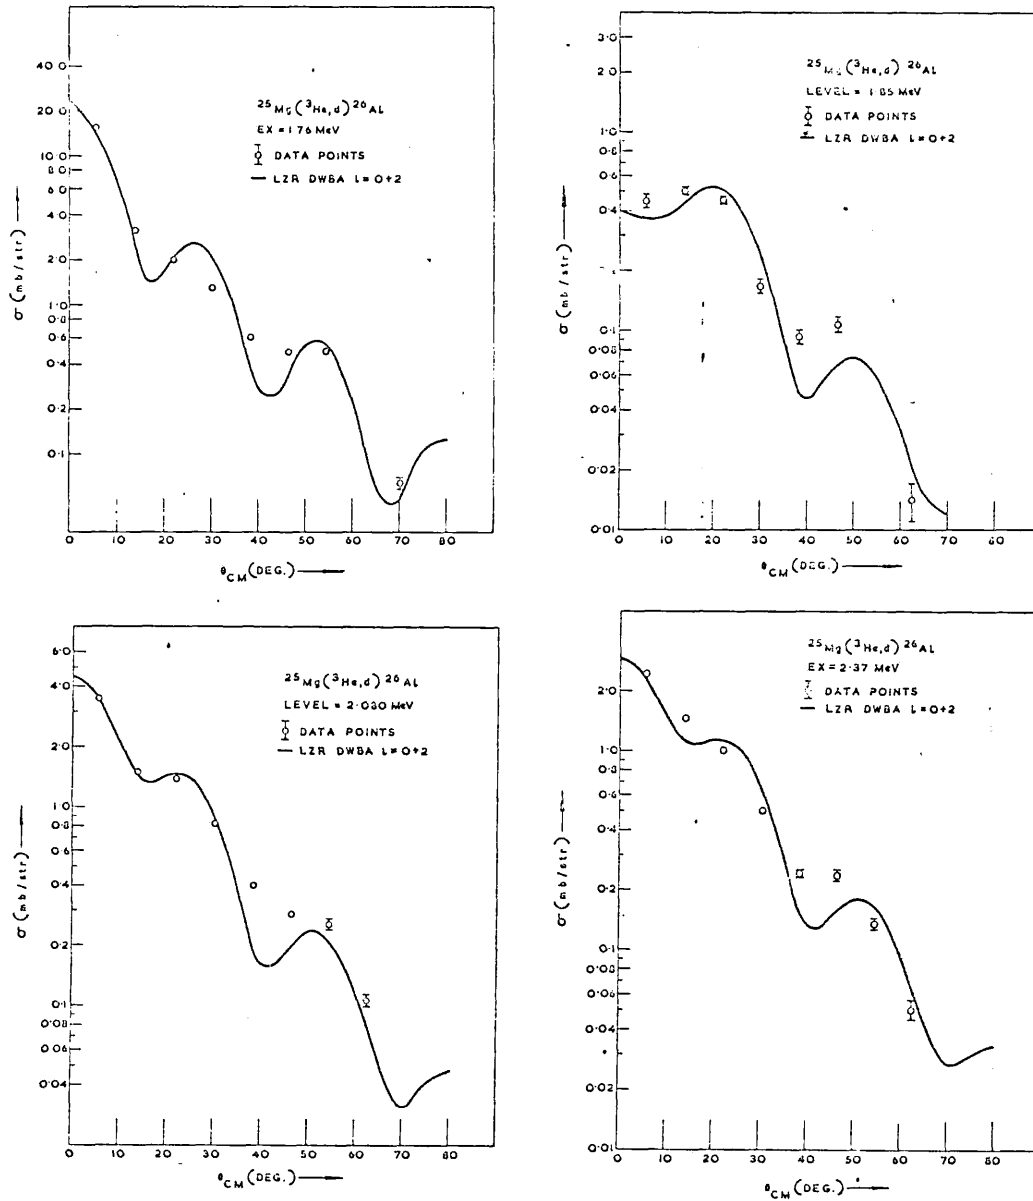 40·0
20·0
10·0
8·0
6·0
4·0
2·0
1·0
0·8
0·6
0·4
0·2
0·1
σ (mb/str)
25Mg(3He,d) 26Al
EX = 1·76 MeV
DATA POINTS
LZR DWBA l = 0+2
0 10 20 30 40 50 60 70 80
θCM (DEG.)
3·0
2·0
1·0
0·8
0·6
0·4
0·1
0·08
0·06
0·04
0·02
0·01
σ (mb/str)
25Mg(3He,d) 26Al
LEVEL = 1·85 MeV
DATA POINTS
LZR DWBA l = 0+2
0 10 20 30 40 50 60 70
θCM (DEG.)
6·0
4·0
2·0
1·0
0·8
0·6
0·4
0·2
0·1
0·08
0·06
0·04
σ (mb/str)
25Mg(3He,d) 26Al
LEVEL = 2·080 MeV
DATA POINTS
LZR DWBA l = 0+2
0 10 20 30 40 50 60 70 80
θCM (DEG.)
2·0
1·0
0·8
0·6
0·4
0·2
0·1
0·08
0·06
0·04
0·02
0·01
σ (mb/str)
25Mg(3He,d) 26Al
EX = 2·37 MeV
DATA POINTS
LZR DWBA l = 0+2
0 10 20 30 40 50 60 70 80
θCM (DEG.)